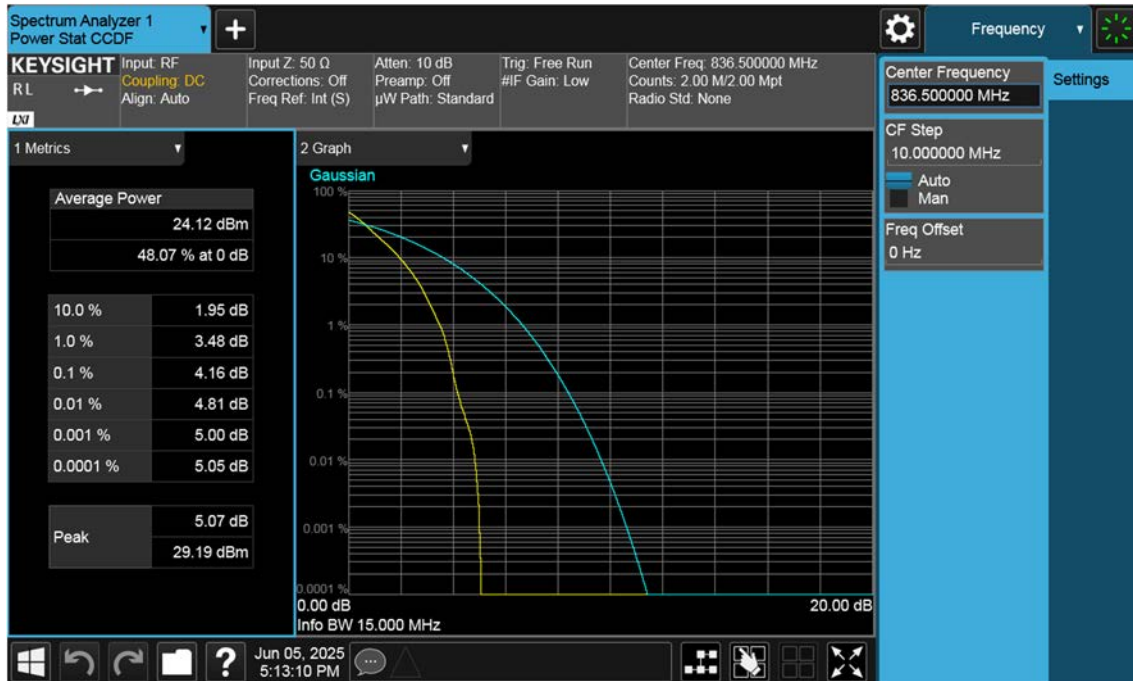 Spectrum Analyzer 1
Power Stat CCDF
Frequency
KEYSIGHT
R L
LXI
Input: RF
Coupling: DC
Align: Auto
Input Z: 50 Ω
Corrections: Off
Freq Ref: Int (S)
Atten: 10 dB
Preamp: Off
µW Path: Standard
Trig: Free Run
#IF Gain: Low
Center Freq: 836.500000 MHz
Counts: 2.00 M/2.00 Mpt
Radio Std: None
Center Frequency
836.500000 MHz
Settings
CF Step
10.000000 MHz
Auto
Man
Freq Offset
0 Hz
1 Metrics
Average Power
24.12 dBm
48.07 % at 0 dB
10.0 % 1.95 dB
1.0 % 3.48 dB
0.1 % 4.16 dB
0.01 % 4.81 dB
0.001 % 5.00 dB
0.0001 % 5.05 dB
Peak 5.07 dB
29.19 dBm
2 Graph
Gaussian
100 %
10 %
1 %
0.1 %
0.01 %
0.001 %
0.0001 %
0.00 dB 20.00 dB
Info BW 15.000 MHz
?
Jun 05, 2025
5:13:10 PM